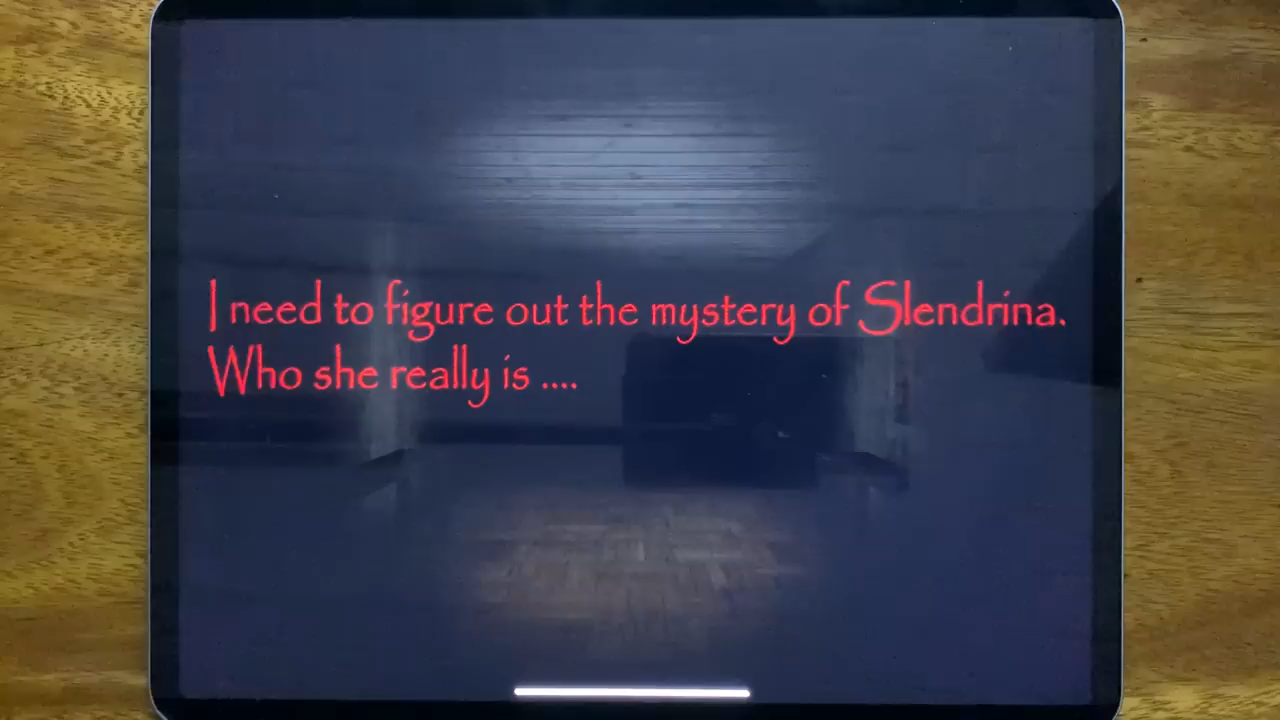 I need to figure out the mystery of Slendrina.
Who she really is ....